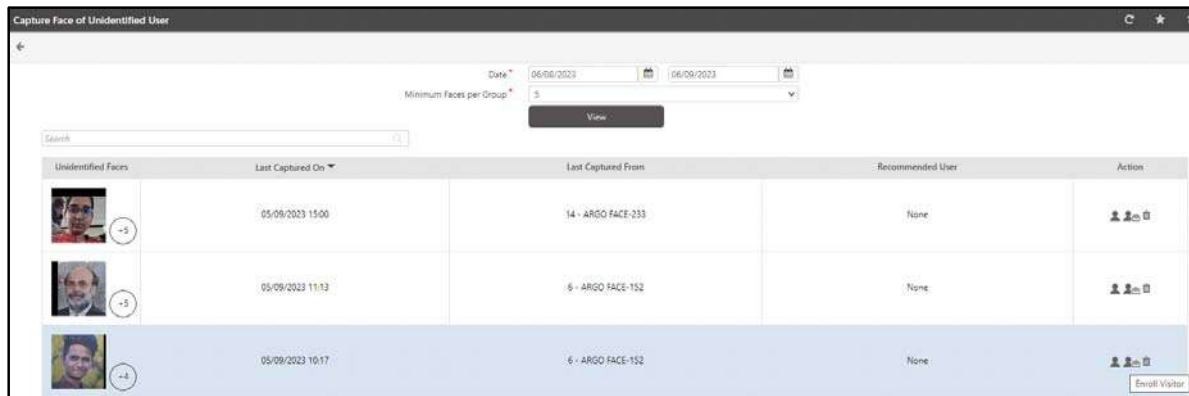 Capture Face of Unidentified User
Date* 06/08/2023 06/09/2023
Minimum Faces per Group* 5
View
Search
Unidentified Faces Last Captured On Last Captured From Recommended User Action
+5 05/09/2023 15:00 14 - ARGO FACE-233 None
+5 05/09/2023 11:13 6 - ARGO FACE-152 None
+4 05/09/2023 10:17 6 - ARGO FACE-152 None
Enroll Visitor